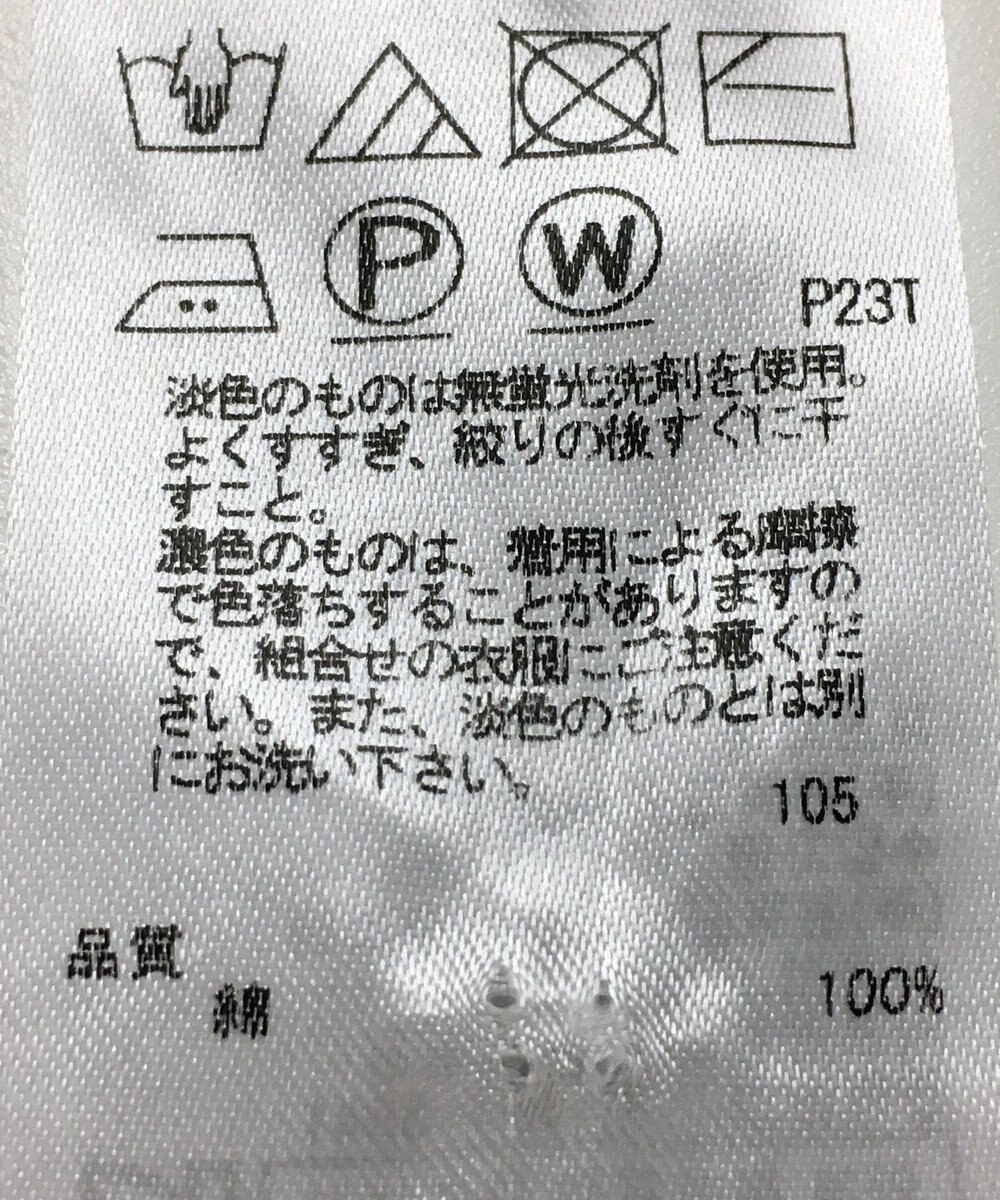 P
W
P23T
淡色のものは無蛍光洗剤を使用。
よくすすぎ、絞りの後すぐに干
すこと。
濃色のものは、着用による摩擦
で色落ちすることがありますの
で、組合せの衣服にご注意くだ
さい。また、淡色のものとは別
にお洗い下さい。
105
品質
綿 100%